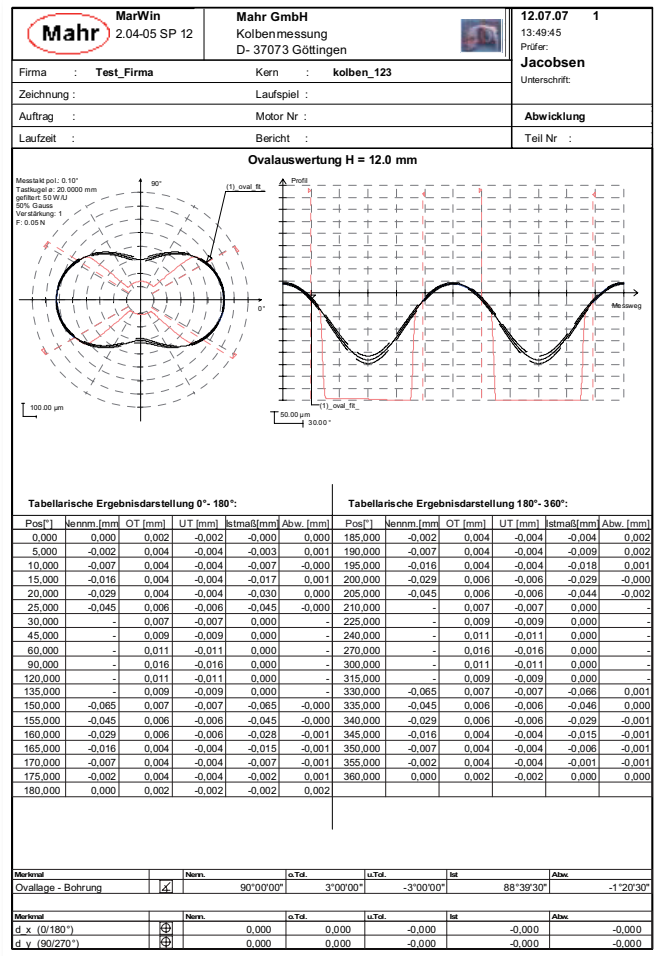 Mahr
MarWin
2.04-05 SP 12
Mahr GmbH
Kolbenmessung
D- 37073 Göttingen
12.07.07 1
13:49:45
Prüfer:
Jacobsen
Unterschrift:
Firma : Test_Firma Kern : kolben_123
Zeichnung : Laufspiel :
Auftrag : Motor Nr : Abwicklung
Laufzeit : Bericht : Teil Nr :
Ovalauswertung H = 12.0 mm
Messtakt pol.: 0.10°
Tastkugel ø: 20.0000 mm
gefiltert: 50 W/U
50% Gauss
Verstärkung: 1
F: 0.05 N
90°
(1)_oval_fit_
0°
100.00 µm
Profil
Messweg
(1)_oval_fit_
50.00 µm
30.00°
Tabellarische Ergebnisdarstellung 0°- 180°: Tabellarische Ergebnisdarstellung 180°- 360°:
Pos[°] Nennm.[mm OT [mm] UT [mm] Istmaß[mm] Abw. [mm] Pos[°] Nennm.[mm OT [mm] UT [mm] Istmaß[mm] Abw. [mm]
0,000 0,000 0,002 -0,002 -0,000 0,000 185,000 -0,002 0,004 -0,004 -0,004 0,002
5,000 -0,002 0,004 -0,004 -0,003 0,001 190,000 -0,007 0,004 -0,004 -0,009 0,002
10,000 -0,007 0,004 -0,004 -0,007 -0,000 195,000 -0,016 0,004 -0,004 -0,018 0,001
15,000 -0,016 0,004 -0,004 -0,017 0,001 200,000 -0,029 0,006 -0,006 -0,029 -0,000
20,000 -0,029 0,004 -0,004 -0,030 0,000 205,000 -0,045 0,006 -0,006 -0,044 -0,002
25,000 -0,045 0,006 -0,006 -0,045 -0,000 210,000 - 0,007 -0,007 0,000 -
30,000 - 0,007 -0,007 0,000 - 225,000 - 0,009 -0,009 0,000 -
45,000 - 0,009 -0,009 0,000 - 240,000 - 0,011 -0,011 0,000 -
60,000 - 0,011 -0,011 0,000 - 270,000 - 0,016 -0,016 0,000 -
90,000 - 0,016 -0,016 0,000 - 300,000 - 0,011 -0,011 0,000 -
120,000 - 0,011 -0,011 0,000 - 315,000 - 0,009 -0,009 0,000 -
135,000 - 0,009 -0,009 0,000 - 330,000 -0,065 0,007 -0,007 -0,066 0,001
150,000 -0,065 0,007 -0,007 -0,065 -0,000 335,000 -0,045 0,006 -0,006 -0,046 0,000
155,000 -0,045 0,006 -0,006 -0,045 -0,000 340,000 -0,029 0,006 -0,006 -0,029 -0,001
160,000 -0,029 0,006 -0,006 -0,028 -0,001 345,000 -0,016 0,004 -0,004 -0,015 -0,001
165,000 -0,016 0,004 -0,004 -0,015 -0,001 350,000 -0,007 0,004 -0,004 -0,006 -0,001
170,000 -0,007 0,004 -0,004 -0,007 -0,001 355,000 -0,002 0,004 -0,004 -0,001 -0,001
175,000 -0,002 0,004 -0,004 -0,002 0,001 360,000 0,000 0,002 -0,002 0,000 0,000
180,000 0,000 0,002 -0,002 -0,002 0,002
Merkmal Nenn. o.Tol. u.Tol. Ist Abw.
Ovallage - Bohrung 90°00'00" 3°00'00" -3°00'00" 88°39'30" -1°20'30"
Merkmal Nenn. o.Tol. u.Tol. Ist Abw.
d_x (0/180°) 0,000 0,000 -0,000 -0,000 -0,000
d_y (90/270°) 0,000 0,000 -0,000 -0,000 -0,000